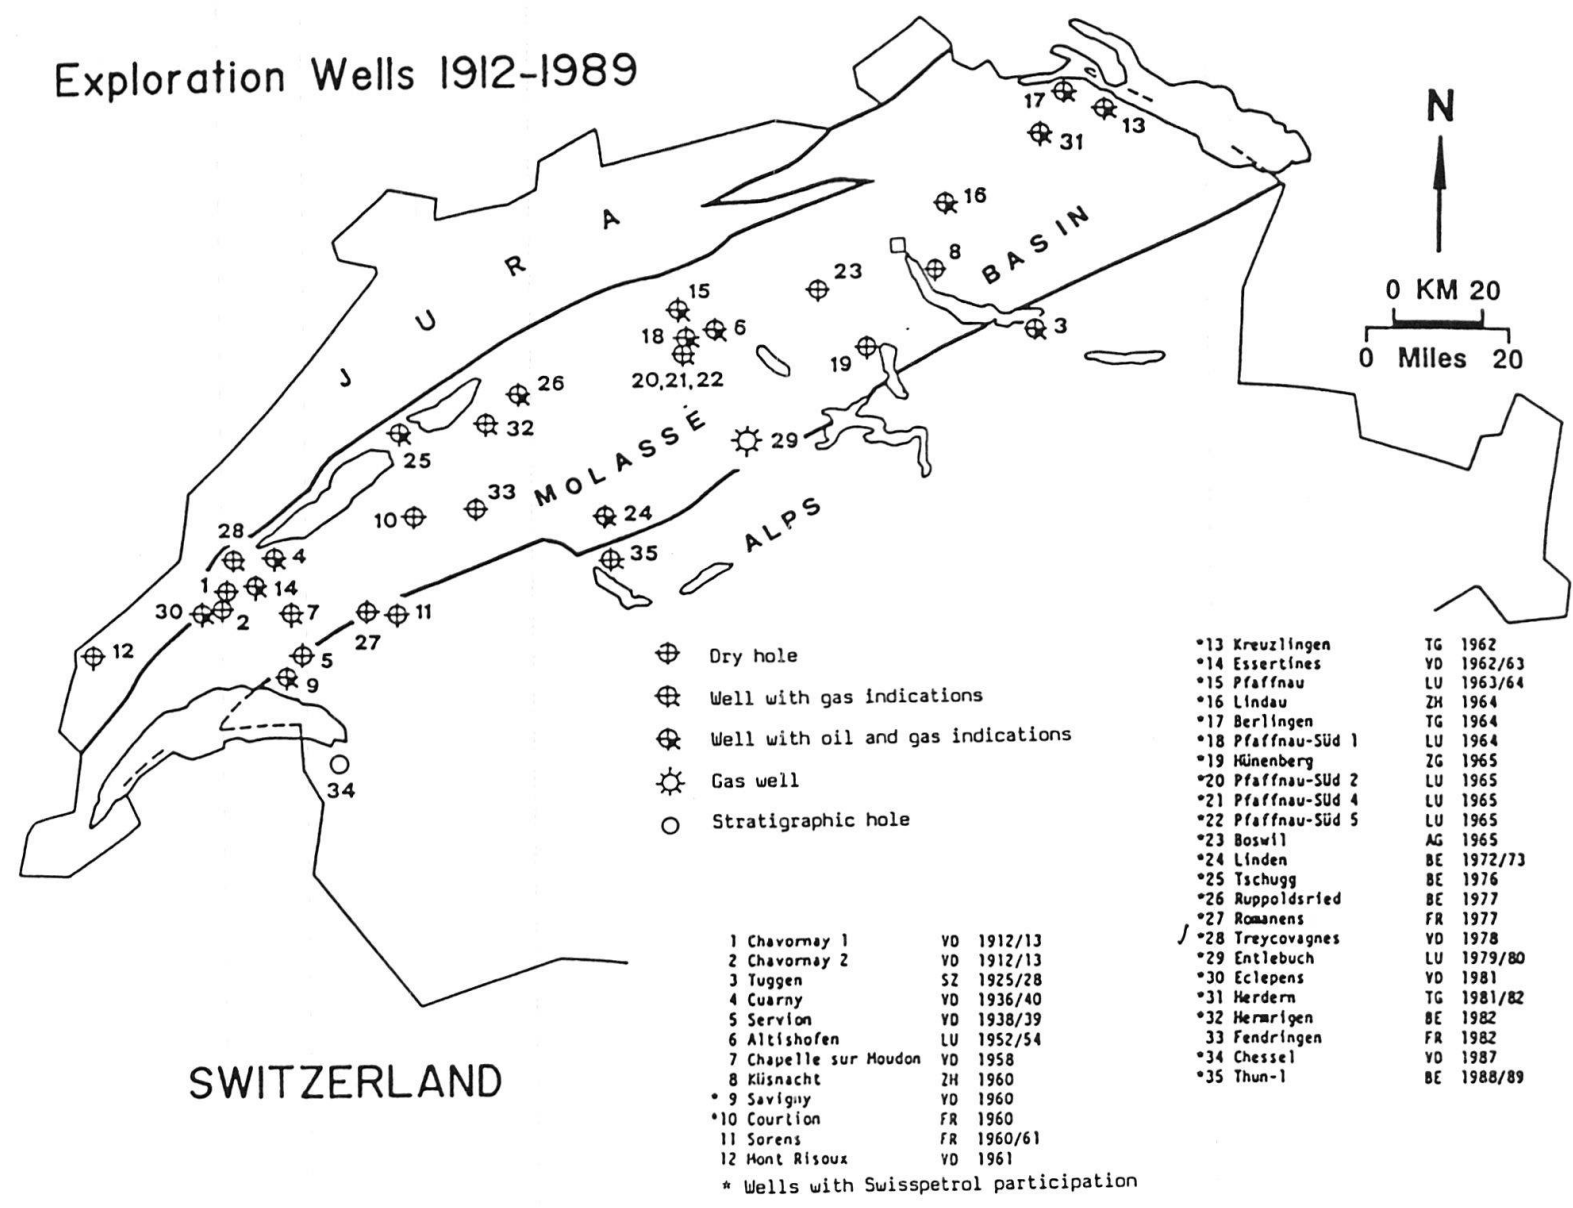 Exploration Wells 1912-1989
N
0 KM 20
0 Miles 20
JURA
MOLASSE BASIN
ALPS
17
13
31
16
8
23
15
3
18
6
19
20,21,22
26
32
25
29
33
10
24
28
4
35
1
14
30
2
7
27
11
12
5
9
34
Dry hole
Well with gas indications
Well with oil and gas indications
Gas well
Stratigraphic hole
1 Chavornay 1 VD 1912/13
2 Chavornay 2 VD 1912/13
3 Tuggen SZ 1925/28
4 Cuarny VD 1936/40
5 Servion VD 1938/39
6 Altishofen LU 1952/54
7 Chapelle sur Moudon VD 1958
8 Küsnacht ZH 1960
* 9 Savigny VD 1960
*10 Courtion FR 1960
11 Sorens FR 1960/61
12 Mont Risoux VD 1961
* Wells with Swisspetrol participation
*13 Kreuzlingen TG 1962
*14 Essertines VD 1962/63
*15 Pfaffnau LU 1963/64
*16 Lindau ZH 1964
*17 Berlingen TG 1964
*18 Pfaffnau-Süd 1 LU 1964
*19 Hünenberg ZG 1965
*20 Pfaffnau-Süd 2 LU 1965
*21 Pfaffnau-Süd 4 LU 1965
*22 Pfaffnau-Süd 5 LU 1965
*23 Boswil AG 1965
*24 Linden BE 1972/73
*25 Tschugg BE 1976
*26 Ruppoldsried BE 1977
*27 Romanens FR 1977
*28 Treycovagnes VD 1978
*29 Entlebuch LU 1979/80
*30 Eclepens VD 1981
*31 Herdern TG 1981/82
*32 Hermrigen BE 1982
33 Fendringen FR 1982
*34 Chessel VD 1987
*35 Thun-1 BE 1988/89
SWITZERLAND